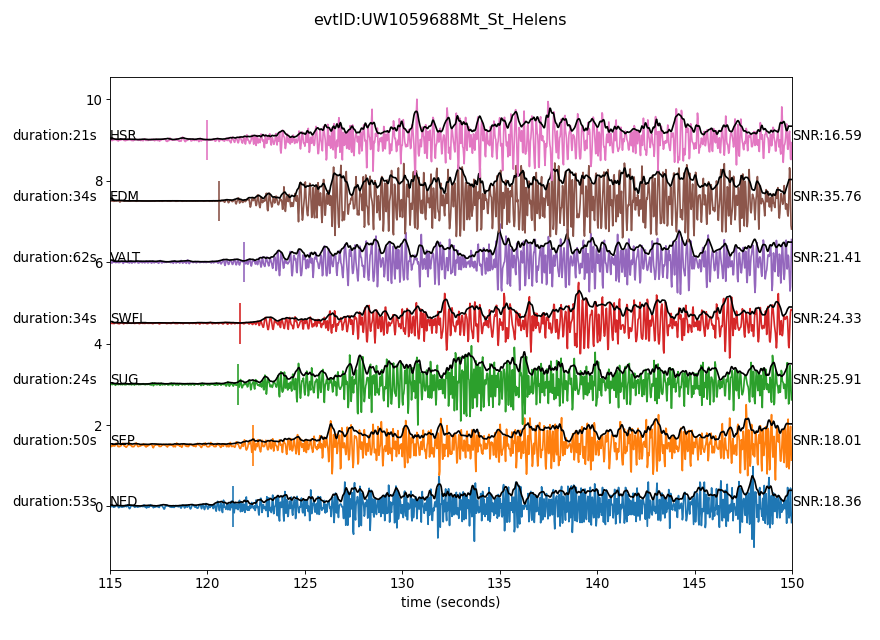 evtID:UW1059688Mt_St_Helens
10
duration:21s HSR SNR:16.59
8
duration:34s EDM SNR:35.76
duration:62s VALT SNR:21.41
6
duration:34s SWFL SNR:24.33
4
duration:24s SUG SNR:25.91
2
duration:50s SEP SNR:18.01
duration:53s NED SNR:18.36
0
115 120 125 130 135 140 145 150
time (seconds)